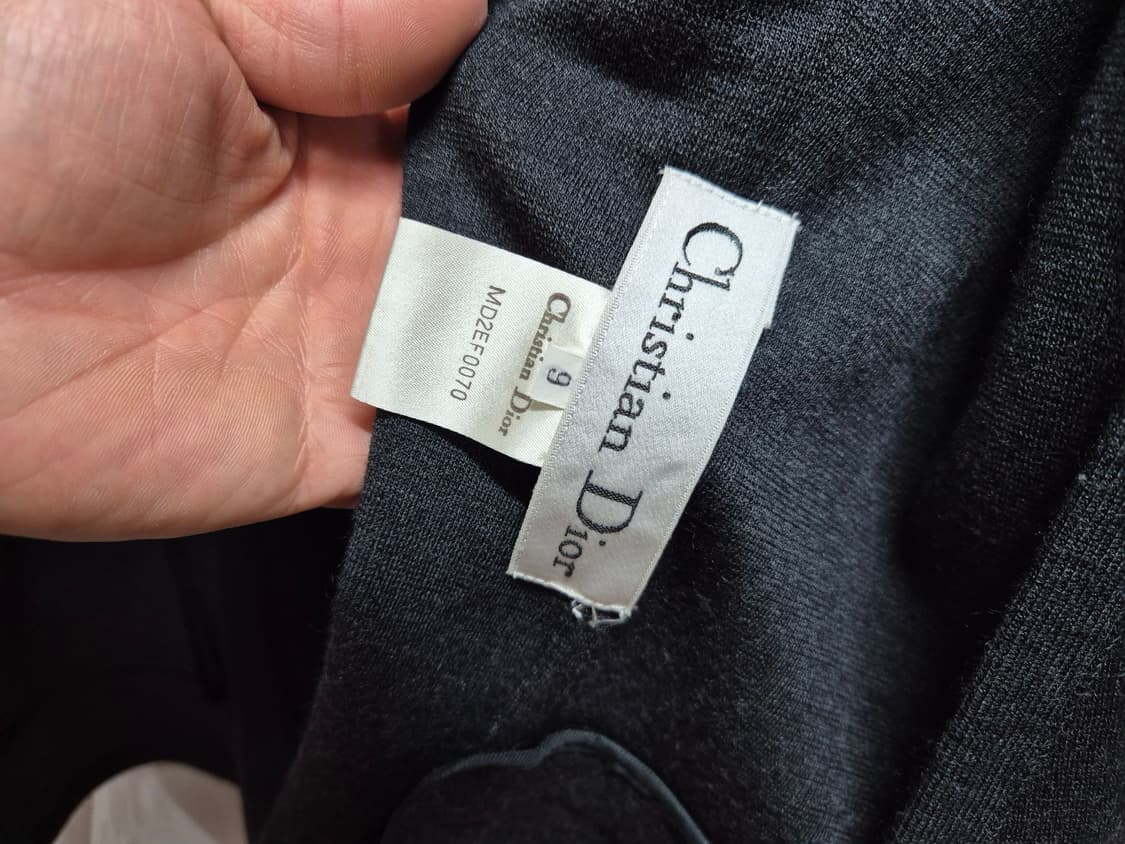 Christian Dior
9
Christian Dior
MD2EF0070